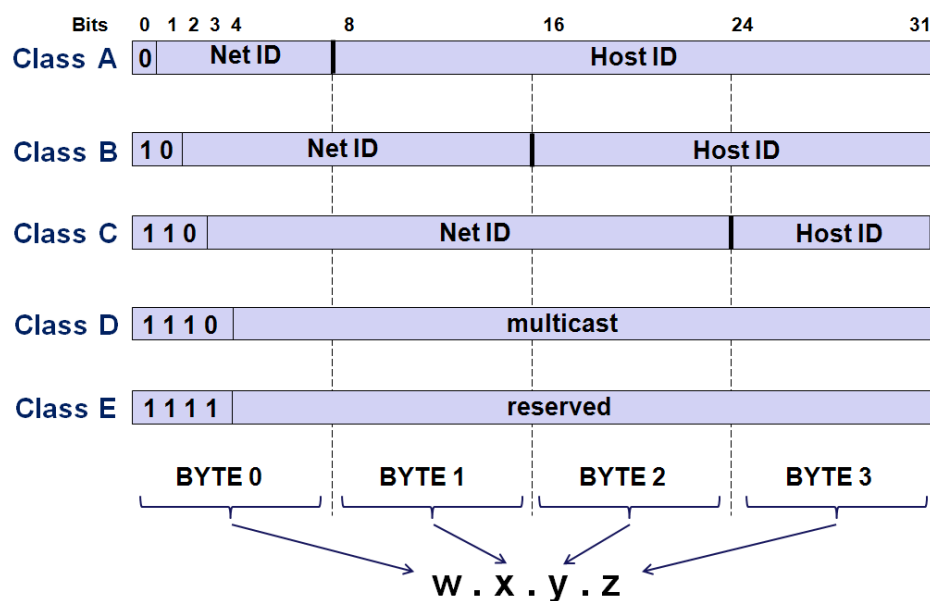 Bits 0 1 2 3 4 8 16 24 31
Class A 0 Net ID Host ID
Class B 1 0 Net ID Host ID
Class C 1 1 0 Net ID Host ID
Class D 1 1 1 0 multicast
Class E 1 1 1 1 reserved
BYTE 0 BYTE 1 BYTE 2 BYTE 3
w . x . y . z